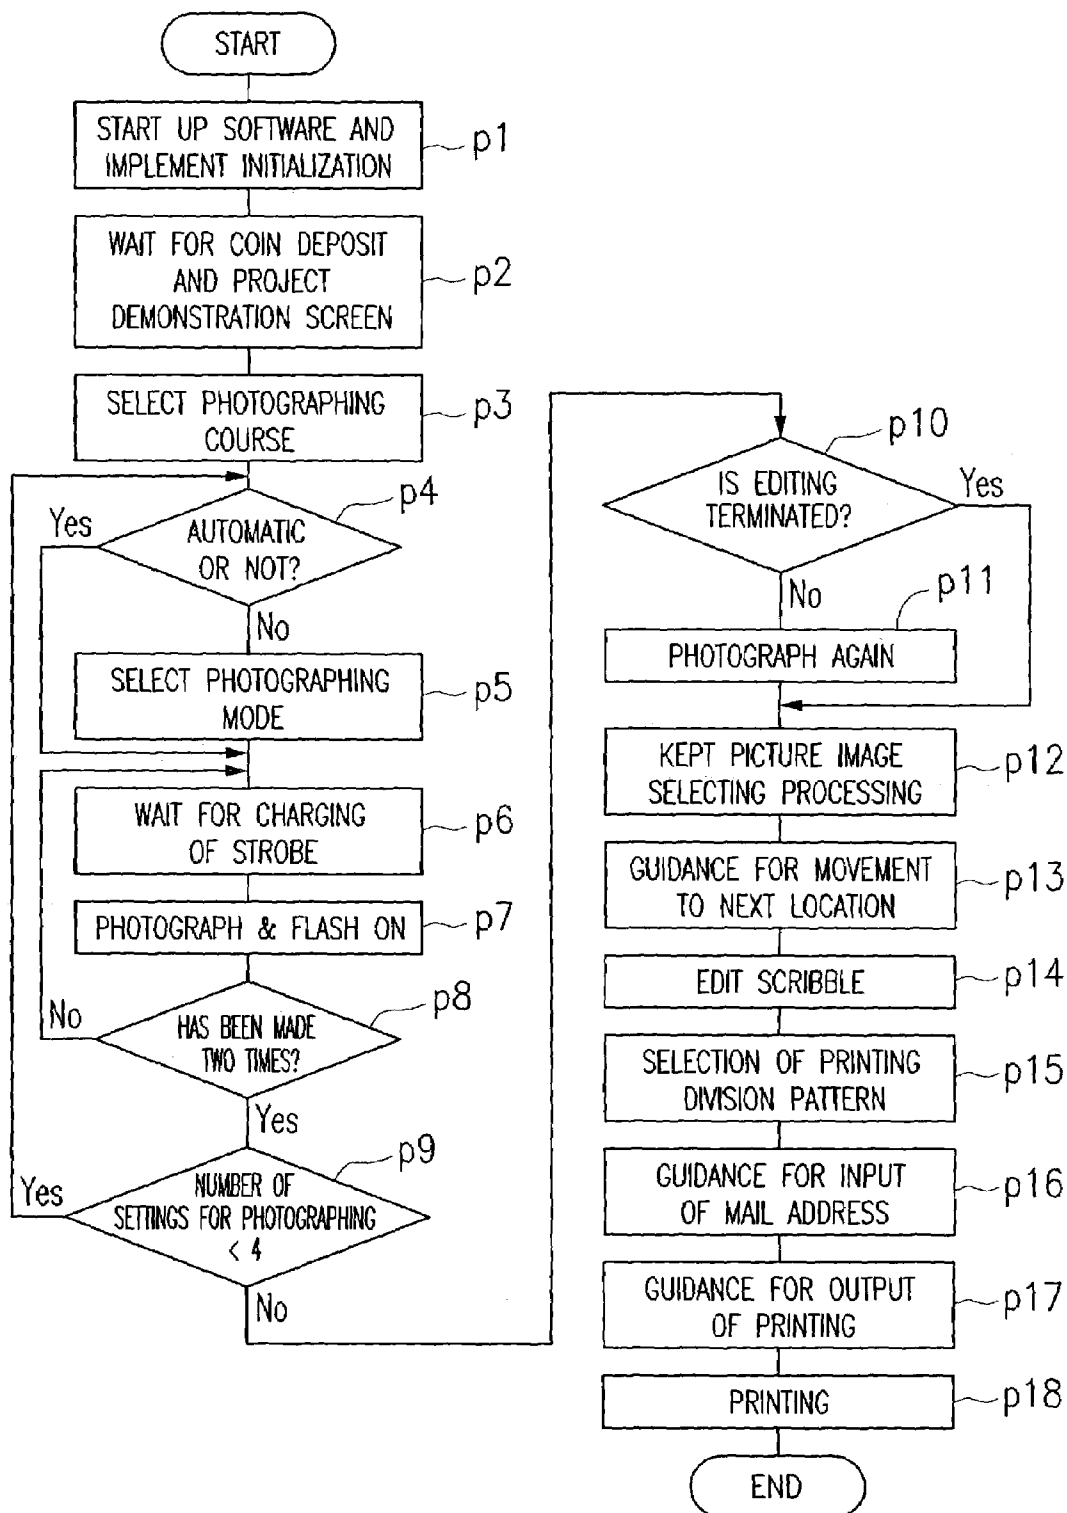 START
START UP SOFTWARE AND
IMPLEMENT INITIALIZATION
p1
WAIT FOR COIN DEPOSIT
AND PROJECT
DEMONSTRATION SCREEN
p2
SELECT PHOTOGRAPHING
COURSE
p3
p4
Yes
AUTOMATIC
OR NOT?
No
SELECT PHOTOGRAPHING
MODE
p5
WAIT FOR CHARGING
OF STROBE
p6
PHOTOGRAPH & FLASH ON
p7
p8
No
HAS BEEN MADE
TWO TIMES?
Yes
p9
Yes
NUMBER OF
SETTINGS FOR PHOTOGRAPHING
< 4
No
p10
IS EDITING
TERMINATED?
Yes
No
p11
PHOTOGRAPH AGAIN
KEPT PICTURE IMAGE
SELECTING PROCESSING
p12
GUIDANCE FOR MOVEMENT
TO NEXT LOCATION
p13
EDIT SCRIBBLE
p14
SELECTION OF PRINTING
DIVISION PATTERN
p15
GUIDANCE FOR INPUT
OF MAIL ADDRESS
p16
GUIDANCE FOR OUTPUT
OF PRINTING
p17
PRINTING
p18
END